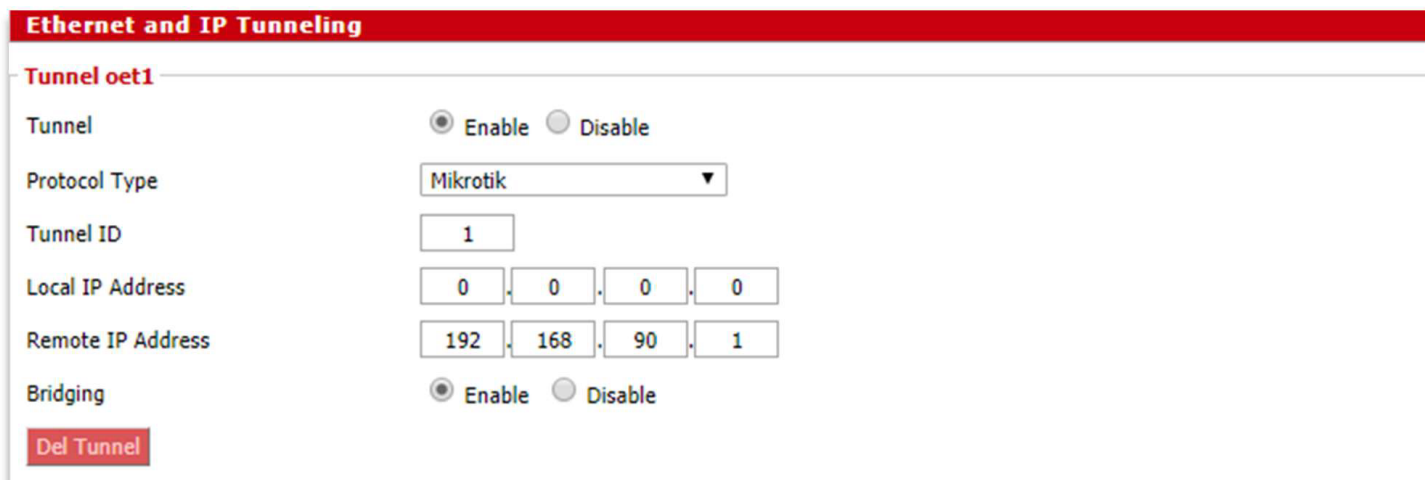 Ethernet and IP Tunneling
Tunnel oet1
Tunnel Enable Disable
Protocol Type Mikrotik
Tunnel ID 1
Local IP Address 0 . 0 . 0 . 0
Remote IP Address 192 . 168 . 90 . 1
Bridging Enable Disable
Del Tunnel